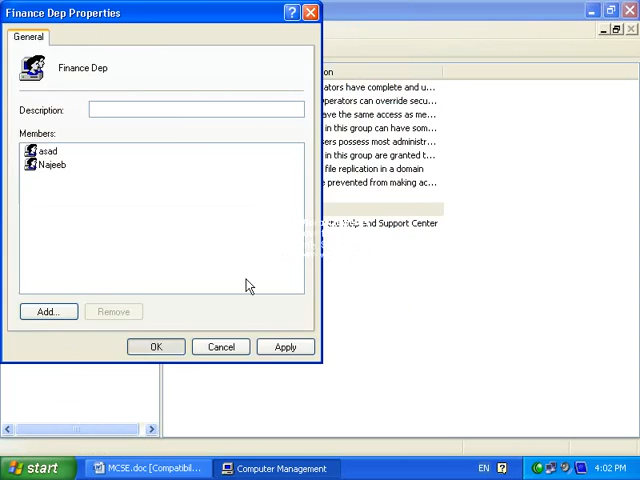 Finance Dep Properties
General
Finance Dep
Description:
Members:
asad
Najeeb
Add...
Remove
OK
Cancel
Apply
on
ators have complete and u...
perators can override secu...
ave the same access as me...
in this group can have som...
sers possess most administr...
in this group are granted t...
file replication in a domain
e prevented from making ac...
the Help and Support Center
start
MCSE.doc [Compatibil...
Computer Management
EN
4:02 PM